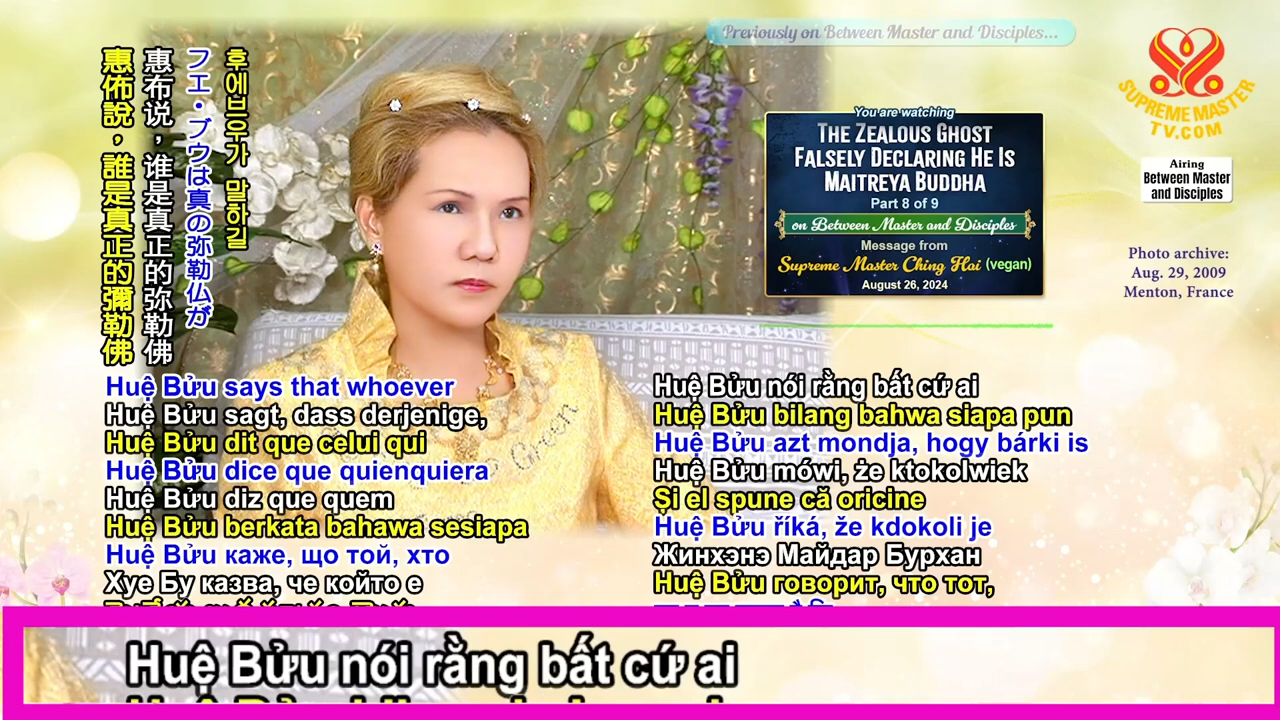 Previously on Between Master and Disciples...
SUPREME MASTER
TV.COM
You are watching
THE ZEALOUS GHOST
FALSELY DECLARING HE IS
MAITREYA BUDDHA
Part 8 of 9
on Between Master and Disciples
Message from
Supreme Master Ching Hai (vegan)
August 26, 2024
Airing
Between Master
and Disciples
Photo archive:
Aug. 29, 2009
Menton, France
후에브우가 말하길
フエ・ブウは真の弥勒仏が
惠布说，谁是真正的弥勒佛
惠佈說，誰是真正的彌勒佛
Green
Huệ Bửu says that whoever
Huệ Bửu sagt, dass derjenige,
Huệ Bửu dit que celui qui
Huệ Bửu dice que quienquiera
Huệ Bửu diz que quem
Huệ Bửu berkata bahawa sesiapa
Huệ Bửu каже, що той, хто
Хуе Бу казва, че който е
Huệ Bửu nói rằng bất cứ ai
Huệ Bửu bilang bahwa siapa pun
Huệ Bửu azt mondja, hogy bárki is
Huệ Bửu mówi, że ktokolwiek
Și el spune că oricine
Huệ Bửu říká, že kdokoli je
Жинхэнэ Майдар Бурхан
Huệ Bửu говорит, что тот,
Huệ Bửu nói rằng bất cứ ai